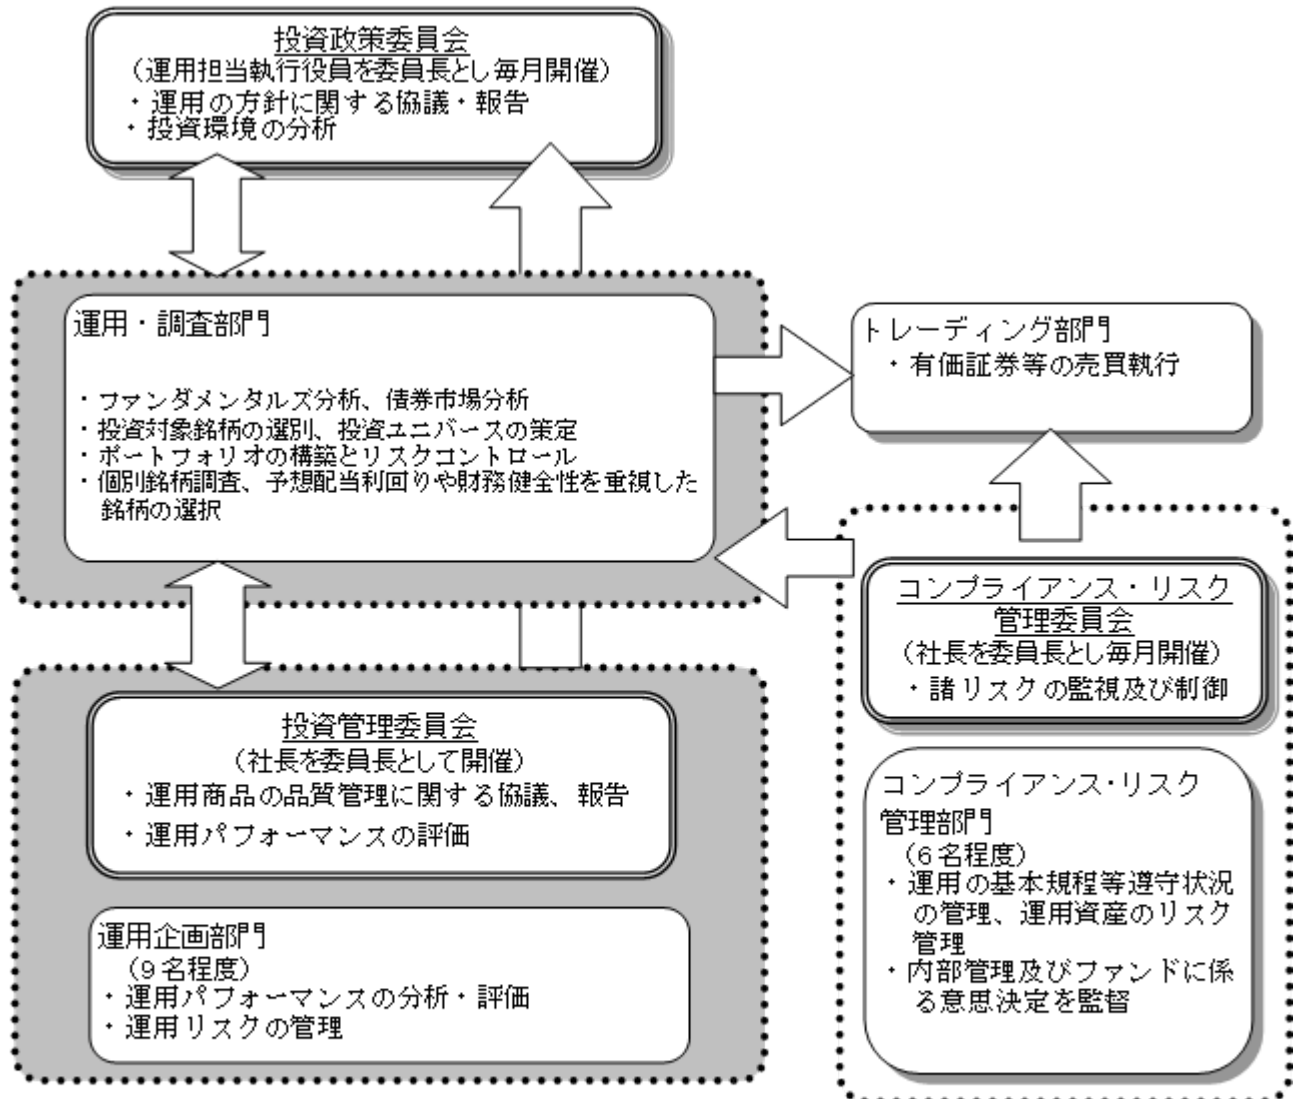 投資政策委員会
（運用担当執行役員を委員長とし毎月開催）
・運用の方針に関する協議・報告
・投資環境の分析
運用・調査部門
・ファンダメンタルズ分析、債券市場分析
・投資対象銘柄の選別、投資ユニバースの策定
・ポートフォリオの構築とリスクコントロール
・個別銘柄調査、予想配当利回りや財務健全性を重視した
銘柄の選択
トレーディング部門
・有価証券等の売買執行
コンプライアンス・リスク
管理委員会
（社長を委員長とし毎月開催）
・諸リスクの監視及び制御
投資管理委員会
（社長を委員長として開催）
・運用商品の品質管理に関する協議、報告
・運用パフォーマンスの評価
運用企画部門
（9名程度）
・運用パフォーマンスの分析・評価
・運用リスクの管理
コンプライアンス・リスク
管理部門
（6名程度）
・運用の基本規程等遵守状況
の管理、運用資産のリスク
管理
・内部管理及びファンドに係
る意思決定を監督